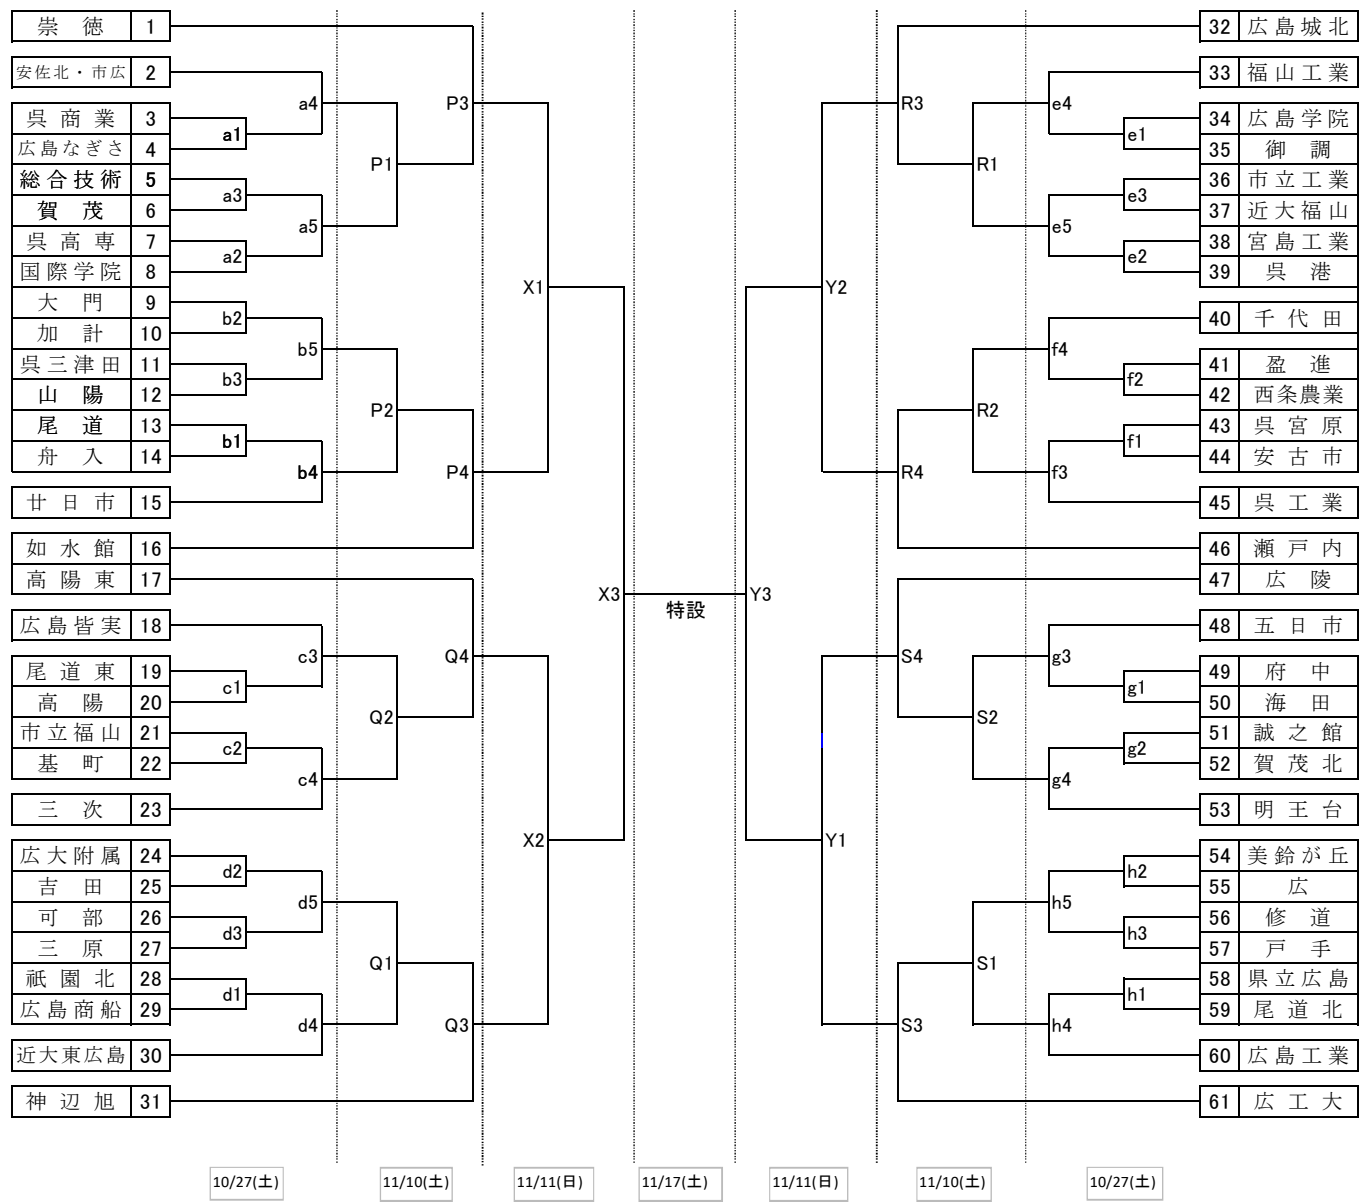 崇徳 1
安佐北・市広 2
呉商業 3
広島なぎさ 4
総合技術 5
賀茂 6
呉高専 7
国際学院 8
大門 9
加計 10
呉三津田 11
山陽 12
尾道 13
舟入 14
廿日市 15
如水館 16
高陽東 17
広島皆実 18
尾道東 19
高陽 20
市立福山 21
基町 22
三次 23
広大附属 24
吉田 25
可部 26
三原 27
祇園北 28
広島商船 29
近大東広島 30
神辺旭 31
a4
a1
a3
a5
a2
b2
b5
b3
b1
b4
c3
c1
c2
c4
d2
d5
d3
d1
d4
P3
P1
P2
P4
Q4
Q2
Q1
Q3
X1
X3
X2
特設
Y2
Y3
Y1
R3
R1
R2
R4
S4
S2
S1
S3
e4
e1
e3
e5
e2
f4
f2
f1
f3
g3
g1
g2
g4
h2
h5
h3
h1
h4
32 広島城北
33 福山工業
34 広島学院
35 御調
36 市立工業
37 近大福山
38 宮島工業
39 呉港
40 千代田
41 盈進
42 西条農業
43 呉宮原
44 安古市
45 呉工業
46 瀬戸内
47 広陵
48 五日市
49 府中
50 海田
51 誠之館
52 賀茂北
53 明王台
54 美鈴が丘
55 広
56 修道
57 戸手
58 県立広島
59 尾道北
60 広島工業
61 広工大
10/27(土) 11/10(土) 11/11(日) 11/17(土) 11/11(日) 11/10(土) 10/27(土)